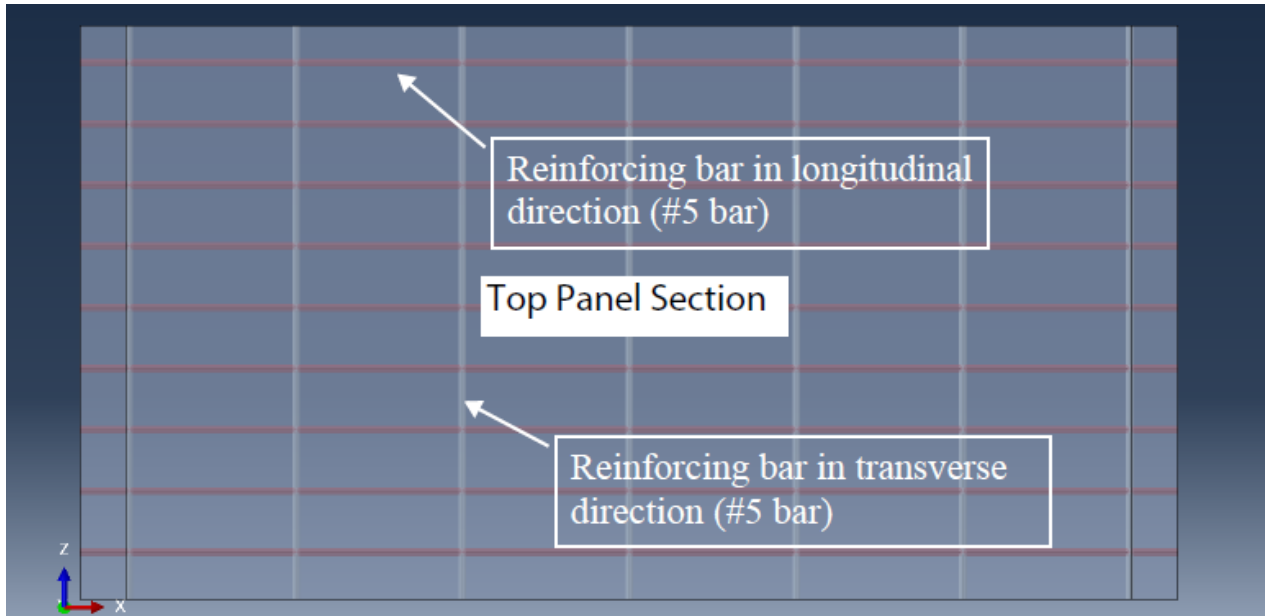 Reinforcing bar in longitudinal
direction (#5 bar)
Top Panel Section
Reinforcing bar in transverse
direction (#5 bar)
Z
X